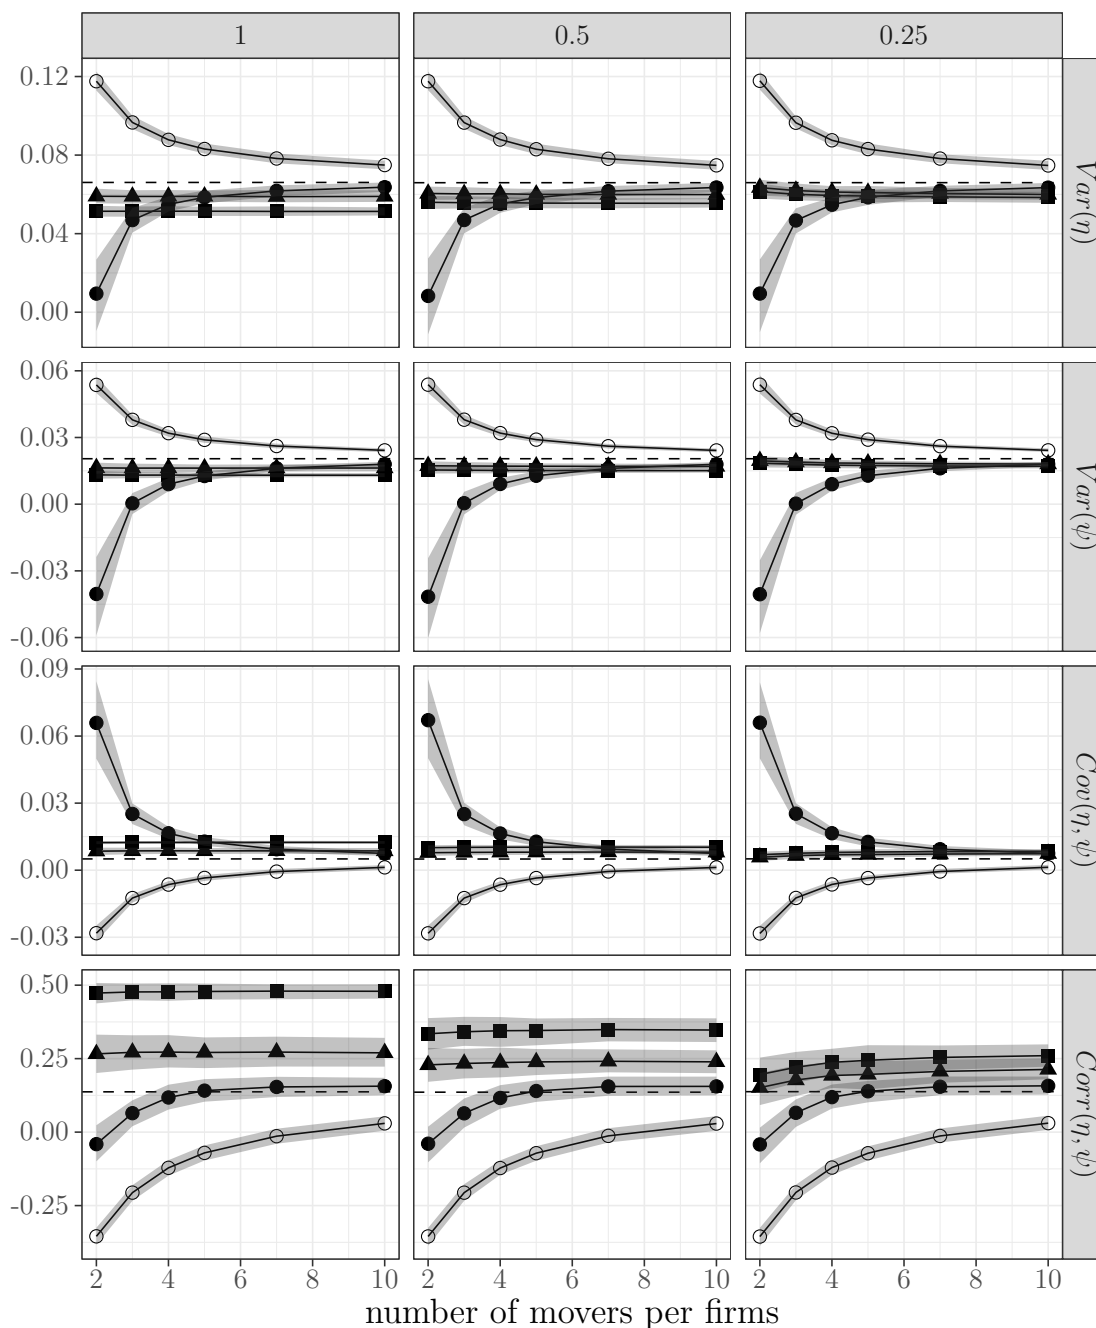 1 0.5 0.25
0.12
0.08
0.04
0.00
Var(η)
0.06
0.03
0.00
-0.03
-0.06
Var(ψ)
0.09
0.06
0.03
0.00
-0.03
Cov(η, ψ)
0.50
0.25
0.00
-0.25
Corr(η, ψ)
2 4 6 8 10 2 4 6 8 10 2 4 6 8 10
number of movers per firms